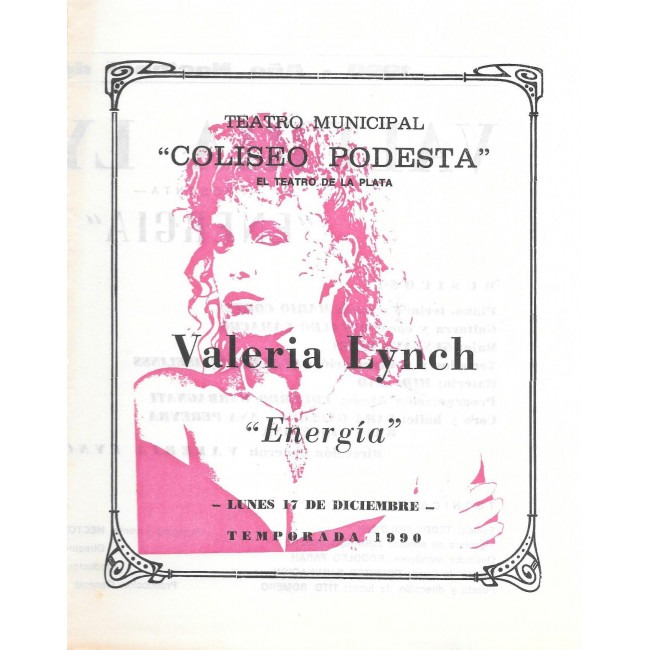 TEATRO MUNICIPAL
“COLISEO PODESTA”
EL TEATRO DE LA PLATA
Valeria Lynch
“Energía”
– LUNES 17 DE DICIEMBRE –
TEMPORADA 1990